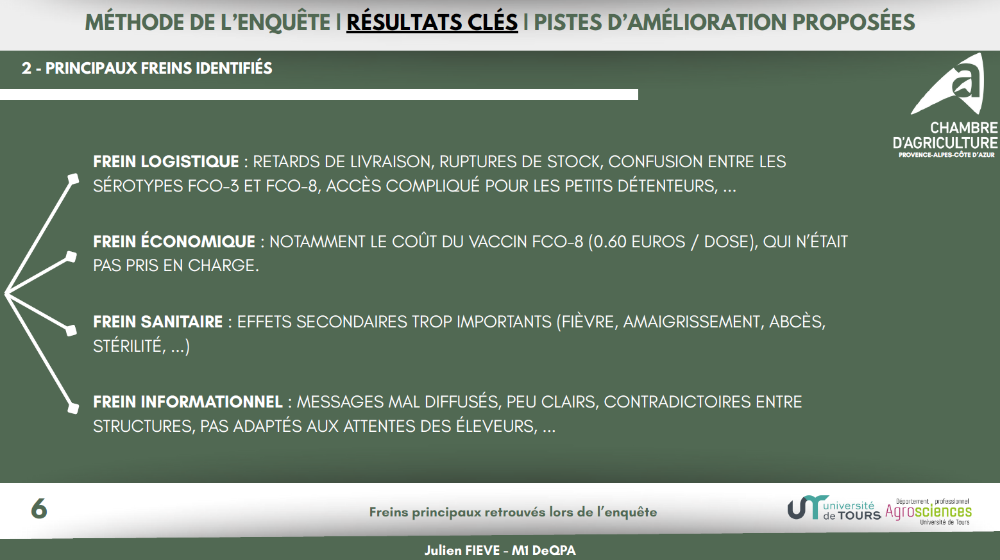 MÉTHODE DE L’ENQUÊTE | RÉSULTATS CLÉS | PISTES D’AMÉLIORATION PROPOSÉES
2 - PRINCIPAUX FREINS IDENTIFIÉS
CHAMBRE
D’AGRICULTURE
PROVENCE-ALPES-CÔTE D’AZUR
FREIN LOGISTIQUE : RETARDS DE LIVRAISON, RUPTURES DE STOCK, CONFUSION ENTRE LES
SÉROTYPES FCO-3 ET FCO-8, ACCÈS COMPLIQUÉ POUR LES PETITS DÉTENTEURS, ...
FREIN ÉCONOMIQUE : NOTAMMENT LE COÛT DU VACCIN FCO-8 (0.60 EUROS / DOSE), QUI N’ÉTAIT
PAS PRIS EN CHARGE.
FREIN SANITAIRE : EFFETS SECONDAIRES TROP IMPORTANTS (FIÈVRE, AMAIGRISSEMENT, ABCÈS,
STÉRILITÉ, ...)
FREIN INFORMATIONNEL : MESSAGES MAL DIFFUSÉS, PEU CLAIRS, CONTRADICTOIRES ENTRE
STRUCTURES, PAS ADAPTÉS AUX ATTENTES DES ÉLEVEURS, ...
6
Freins principaux retrouvés lors de l’enquête
université
de TOURS
Département professionnel
Agrosciences
Université de Tours
Julien FIEVE - M1 DeQPA